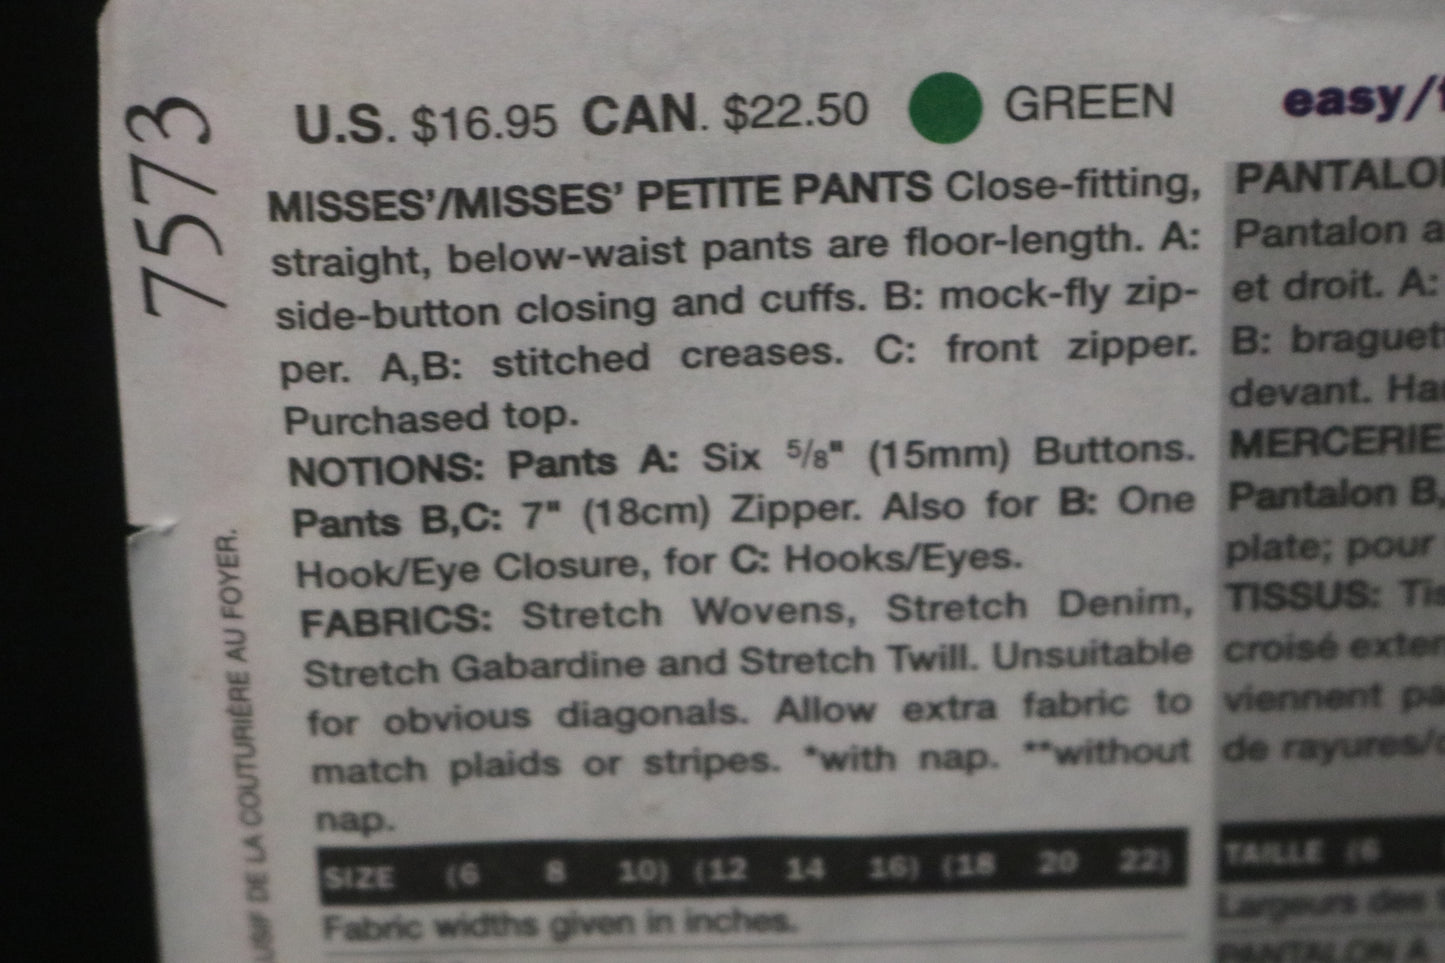 7573
U.S. $16.95 CAN. $22.50 GREEN easy/
MISSES'/MISSES' PETITE PANTS Close-fitting,
straight, below-waist pants are floor-length. A:
side-button closing and cuffs. B: mock-fly zip-
per. A,B: stitched creases. C: front zipper.
Purchased top.
NOTIONS: Pants A: Six 5/8" (15mm) Buttons.
Pants B,C: 7" (18cm) Zipper. Also for B: One
Hook/Eye Closure, for C: Hooks/Eyes.
FABRICS: Stretch Wovens, Stretch Denim,
Stretch Gabardine and Stretch Twill. Unsuitable
for obvious diagonals. Allow extra fabric to
match plaids or stripes. *with nap. **without
nap.
SIZE (6 8 10) (12 14 16) (18 20 22)
Fabric widths given in inches.
PANTALO
Pantalon a
et droit. A:
B: braguet
devant. Ha
MERCERIE
Pantalon B,
plate; pour
TISSUS: Tis
croisé exten
viennent pa
de rayures/
TAILLE (6
Largeurs des
PANTALON A
USIF DE LA COUTURIÈRE AU FOYER.